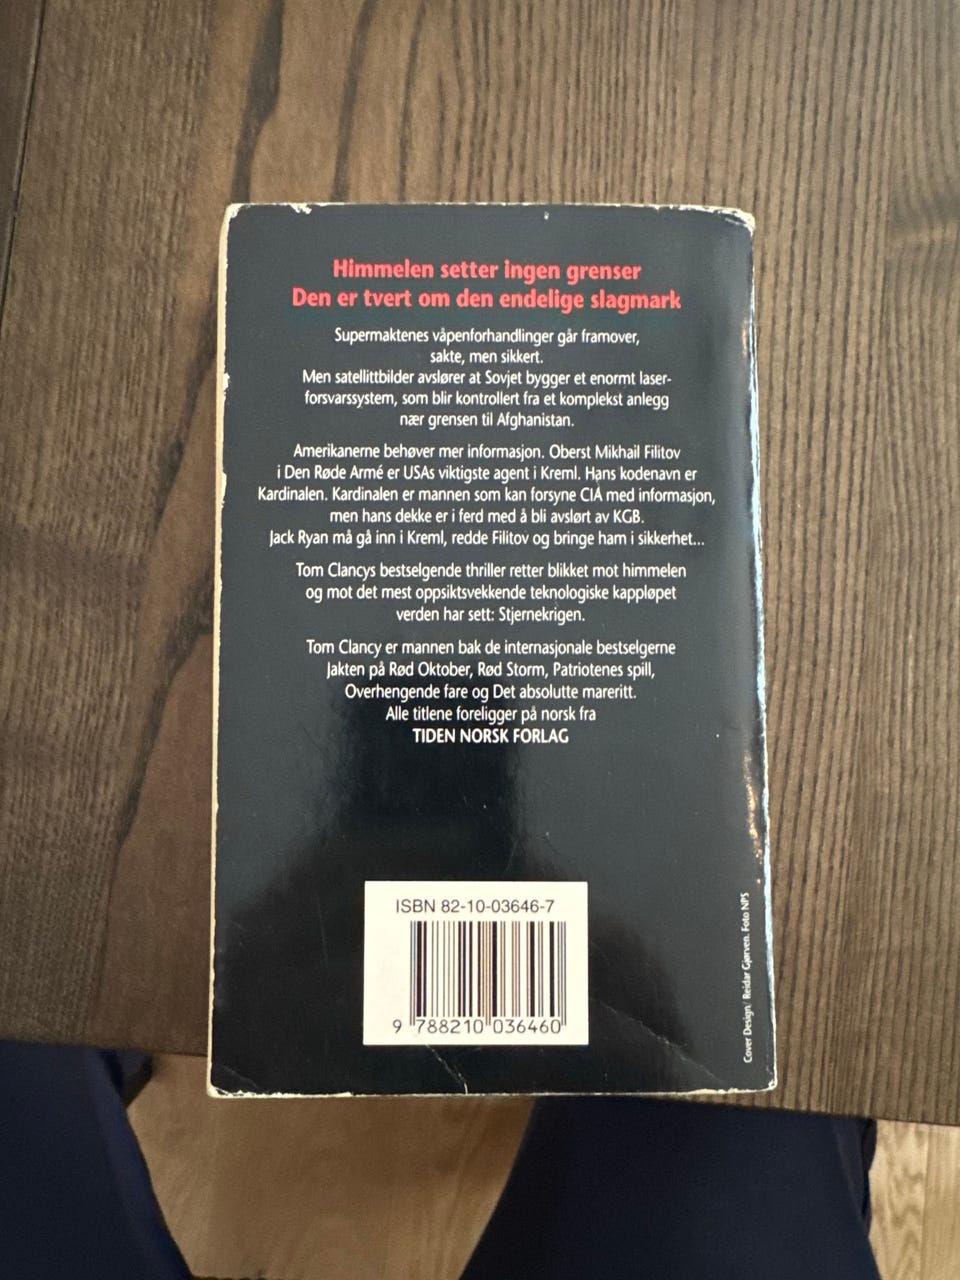 Himmelen setter ingen grenser
Den er tvert om den endelige slagmark
Supermaktenes våpenforhandlinger går framover,
sakte, men sikkert.
Men satellittbilder avslører at Sovjet bygger et enormt laser-
forsvarssystem, som blir kontrollert fra et komplekst anlegg
nær grensen til Afghanistan.
Amerikanerne behøver mer informasjon. Oberst Mikhail Filitov
i Den Røde Armé er USAs viktigste agent i Kreml. Hans kodenavn er
Kardinalen. Kardinalen er mannen som kan forsyne CIA med informasjon,
men hans dekke er i ferd med å bli avslørt av KGB.
Jack Ryan må gå inn i Kreml, redde Filitov og bringe ham i sikkerhet...
Tom Clancys bestselgende thriller retter blikket mot himmelen
og mot det mest oppsiktsvekkende teknologiske kappløpet
verden har sett: Stjernekrigen.
Tom Clancy er mannen bak de internasjonale bestselgerne
Jakten på Rød Oktober, Rød Storm, Patriotenes spill,
Overhengende fare og Det absolutte mareritt.
Alle titlene foreligger på norsk fra
TIDEN NORSK FORLAG
ISBN 82-10-03646-7
9 788210 036460
Cover Design/ Reidar Gjørven. Foto NPS